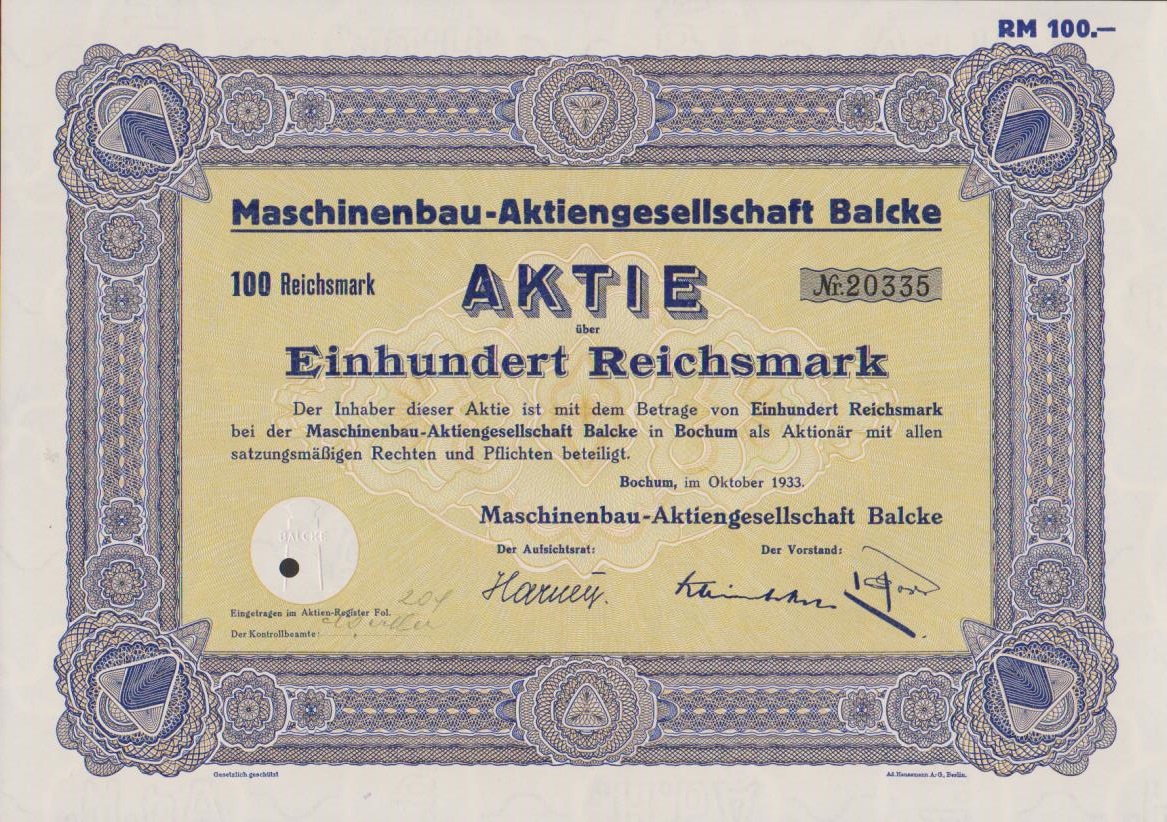 RM 100.—
Maschinenbau-Aktiengesellschaft Balcke
100 Reichsmark
AKTIE
Nr. 20335
über
Einhundert Reichsmark
Der Inhaber dieser Aktie ist mit dem Betrage von Einhundert Reichsmark
bei der Maschinenbau-Aktiengesellschaft Balcke in Bochum als Aktionär mit allen
satzungsmäßigen Rechten und Pflichten beteiligt.
Bochum, im Oktober 1933.
Maschinenbau-Aktiengesellschaft Balcke
BALCKE
Der Aufsichtsrat:
Der Vorstand:
Eingetragen im Aktien-Register Fol. 204
Der Kontrollbeamte:
Gesetzlich geschützt
Ad. Hausmann A.-G., Berlin.